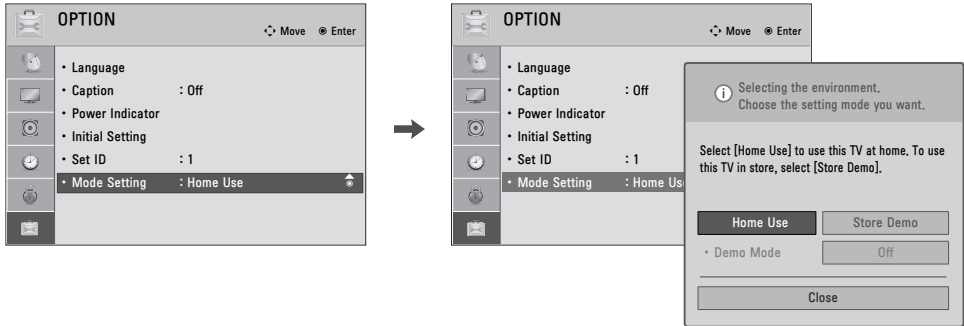 OPTION
Move Enter
• Language
• Caption : Off
• Power Indicator
• Initial Setting
• Set ID : 1
• Mode Setting : Home Use
OPTION
Move Enter
• Language
• Caption : Off
• Power Indicator
• Initial Setting
• Set ID : 1
• Mode Setting : Home Us
i
Selecting the environment.
Choose the setting mode you want.
Select [Home Use] to use this TV at home. To use
this TV in store, select [Store Demo].
Home Use Store Demo
• Demo Mode Off
Close